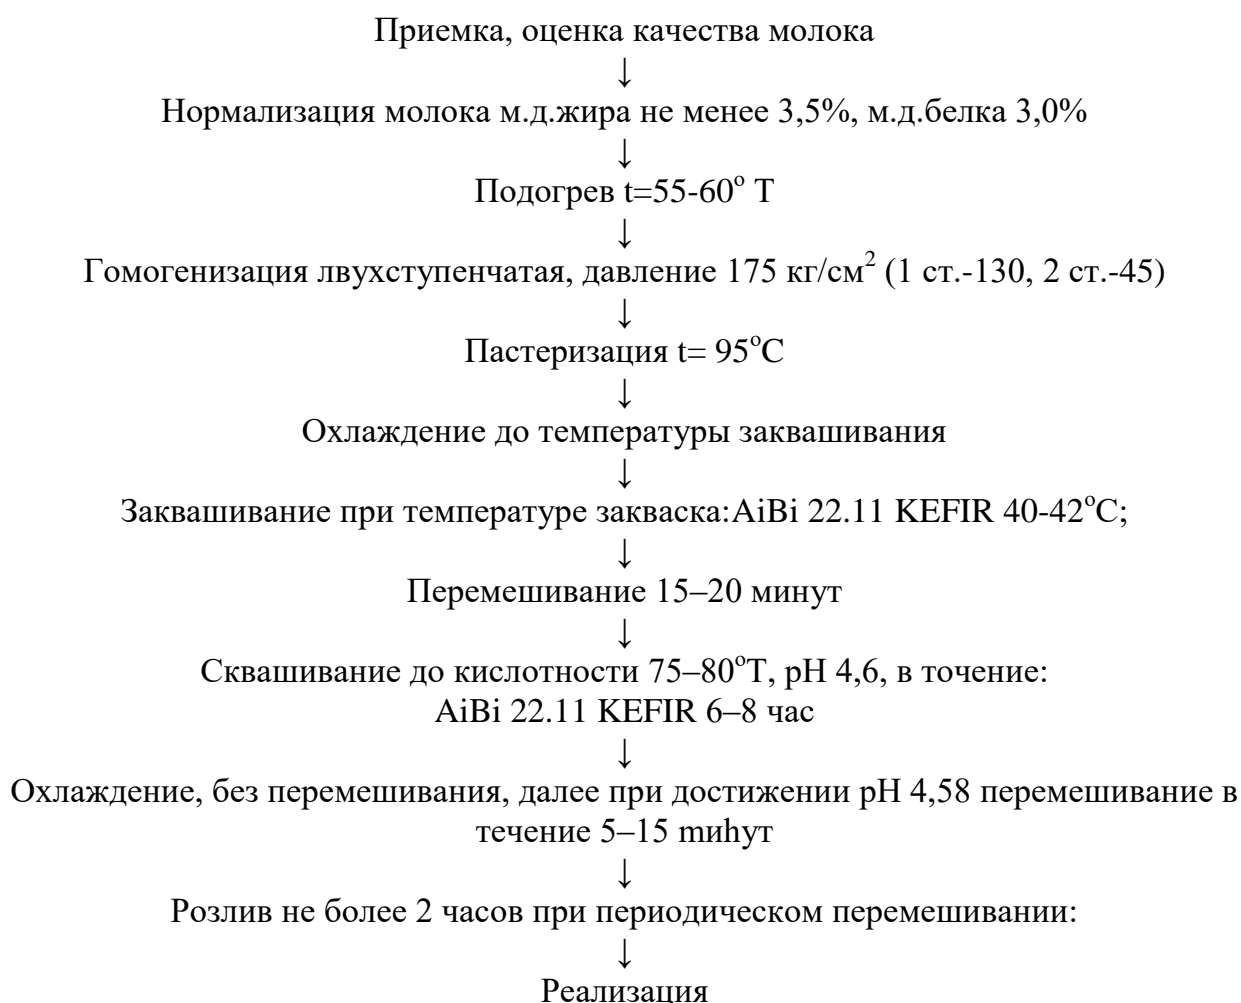 Приемка, оценка качества молока
↓
Нормализация молока м.д.жира не менее 3,5%, м.д.белка 3,0%
↓
Подогрев t=55-60° Т
↓
Гомогенизация лвухступенчатая, давление 175 кг/см² (1 ст.-130, 2 ст.-45)
↓
Пастеризация t= 95°С
↓
Охлаждение до температуры заквашивания
↓
Заквашивание при температуре закваска:AiBi 22.11 KEFIR 40-42°С;
↓
Перемешивание 15–20 минут
↓
Сквашивание до кислотности 75–80°Т, pH 4,6, в точение:
AiBi 22.11 KEFIR 6–8 час
↓
Охлаждение, без перемешивания, далее при достижении pH 4,58 перемешивание в
течение 5–15 mиhут
↓
Розлив не более 2 часов при периодическом перемешивании:
↓
Реализация